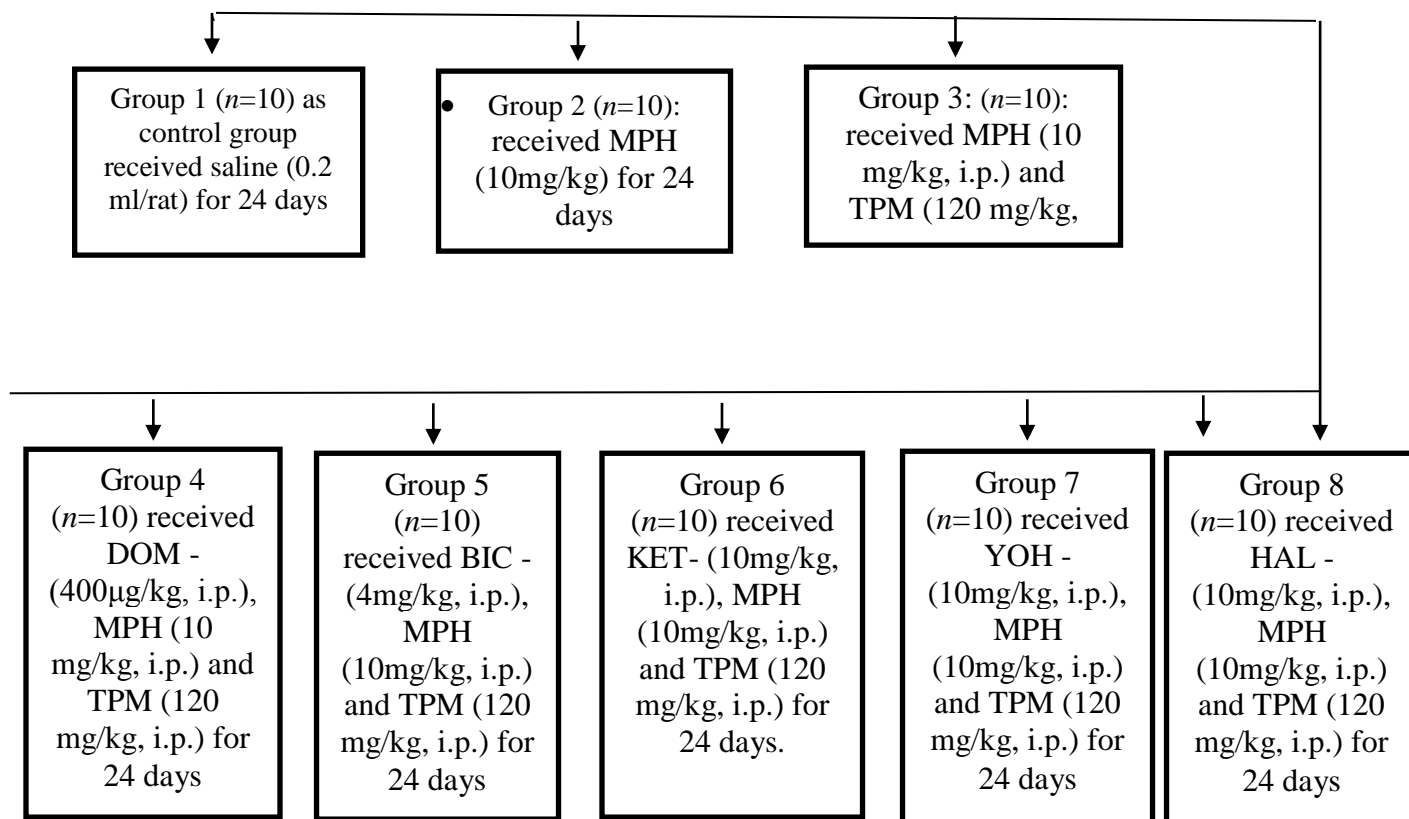 Group 1 (n=10) as
control group
received saline (0.2
ml/rat) for 24 days
• Group 2 (n=10):
received MPH
(10mg/kg) for 24
days
Group 3: (n=10):
received MPH (10
mg/kg, i.p.) and
TPM (120 mg/kg,
Group 4
(n=10) received
DOM -
(400μg/kg, i.p.),
MPH (10
mg/kg, i.p.) and
TPM (120
mg/kg, i.p.) for
24 days
Group 5
(n=10)
received BIC -
(4mg/kg, i.p.),
MPH
(10mg/kg, i.p.)
and TPM (120
mg/kg, i.p.) for
24 days
Group 6
(n=10) received
KET- (10mg/kg,
i.p.), MPH
(10mg/kg, i.p.)
and TPM (120
mg/kg, i.p.) for
24 days.
Group 7
(n=10) received
YOH -
(10mg/kg, i.p.),
MPH
(10mg/kg, i.p.)
and TPM (120
mg/kg, i.p.) for
24 days
Group 8
(n=10) received
HAL -
(10mg/kg, i.p.),
MPH
(10mg/kg, i.p.)
and TPM (120
mg/kg, i.p.) for
24 days